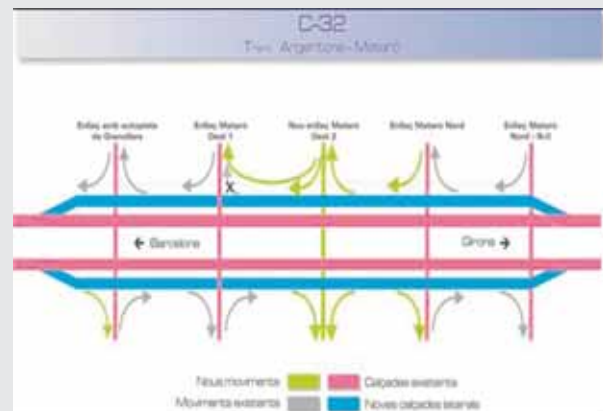 C-32
Tram Argentona-Mataró
Enllaç amb autopista
de Granollers
Enllaç Mataró
Oest 1
Nou enllaç Mataró
Oest 2
Enllaç Mataró Nord
Enllaç Mataró
Nord - N-II
X
← Barcelona
Girona →
Nous moviments
Calçades existents
Moviments existents
Noves calçades laterals